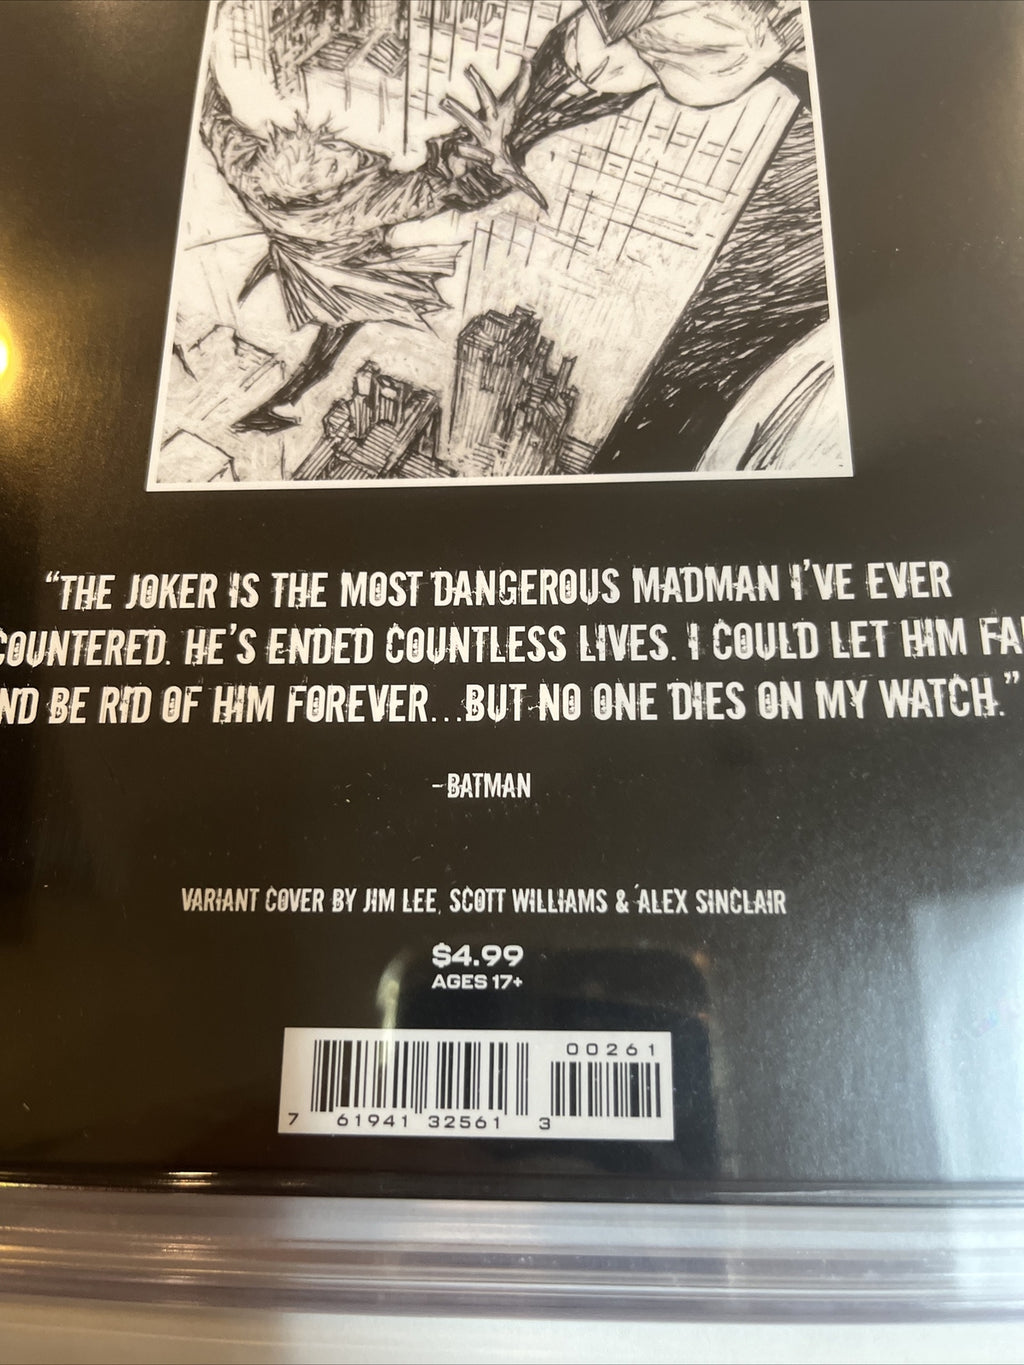 “THE JOKER IS THE MOST DANGEROUS MADMAN I’VE EVER
COUNTERED. HE’S ENDED COUNTLESS LIVES. I COULD LET HIM FA
ND BE RID OF HIM FOREVER...BUT NO ONE DIES ON MY WATCH.”
-BATMAN
VARIANT COVER BY JIM LEE, SCOTT WILLIAMS & ALEX SINCLAIR
$4.99
AGES 17+
00261
7 61941 32561 3